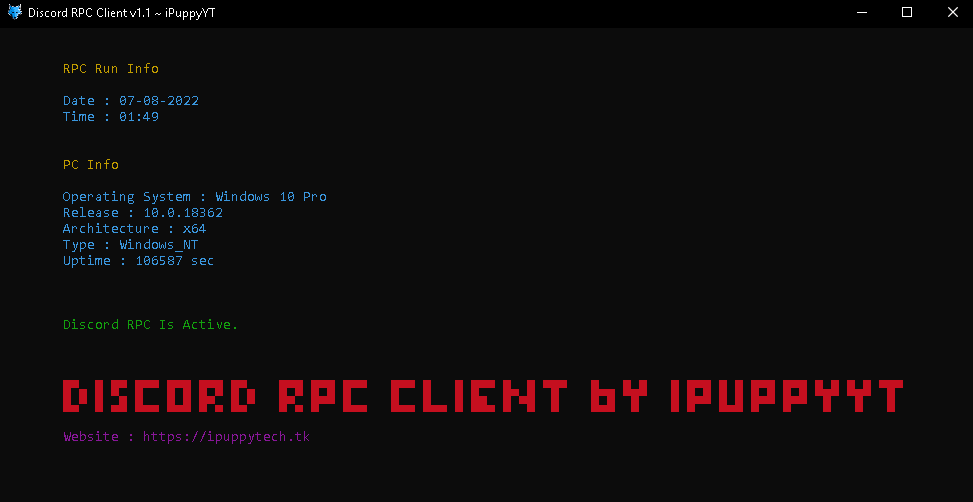 Discord RPC Client v1.1 ~ iPuppyYT
RPC Run Info
Date : 07-08-2022
Time : 01:49
PC Info
Operating System : Windows 10 Pro
Release : 10.0.18362
Architecture : x64
Type : Windows_NT
Uptime : 106587 sec
Discord RPC Is Active.
DISCORD RPC CLIENT BY IPUPPYYT
Website : https://ipuppytech.tk